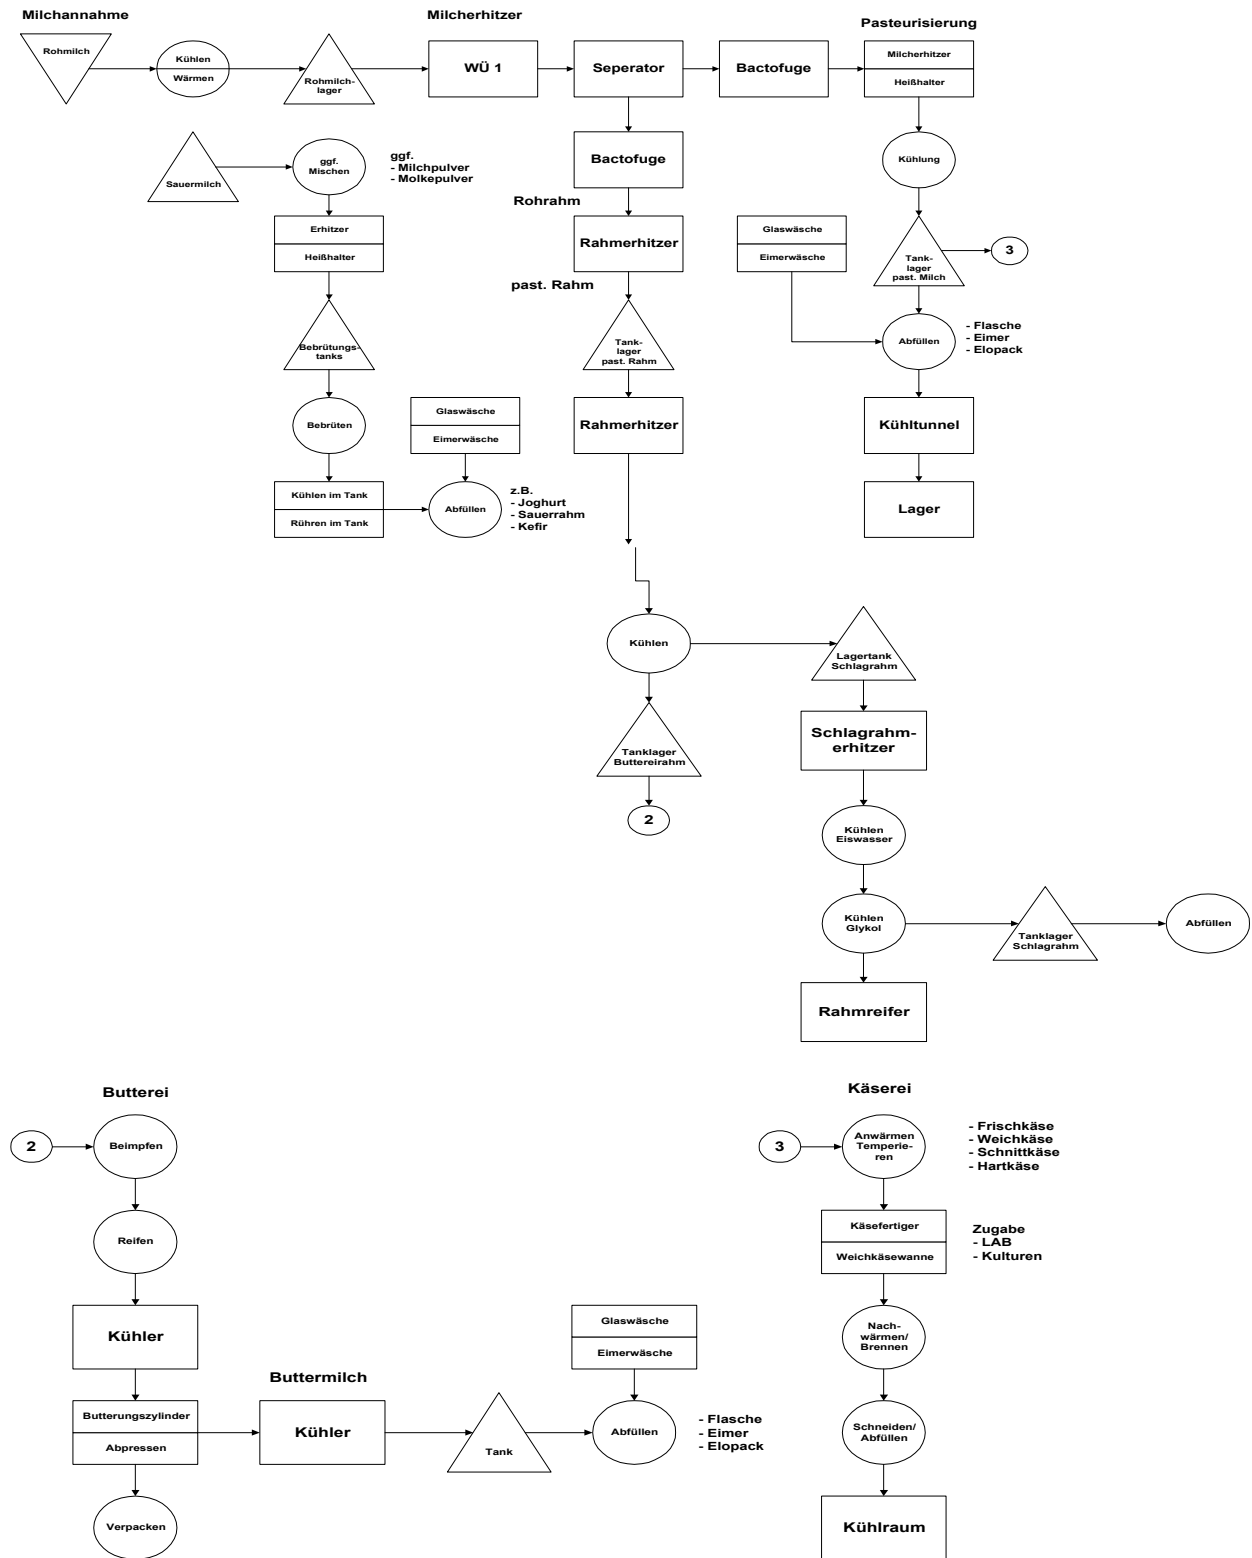 Milchannahme
Milcherhitzer
Pasteurisierung
Rohmilch
Kühlen
Wärmen
Rohmilch-
lager
WÜ 1
Seperator
Bactofuge
Milcherhitzer
Heißhalter
Sauermilch
ggf.
Mischen
ggf.
- Milchpulver
- Molkepulver
Bactofuge
Kühlung
Rohrahm
Erhitzer
Heißhalter
Rahmerhitzer
Glaswäsche
Eimerwäsche
Tank-
lager
past. Milch
3
past. Rahm
Bebrütungs-
tanks
Tank-
lager
past. Rahm
Abfüllen
- Flasche
- Eimer
- Elopack
Bebrüten
Glaswäsche
Eimerwäsche
Rahmerhitzer
Kühltunnel
Kühlen im Tank
Rühren im Tank
Abfüllen
z.B.
- Joghurt
- Sauerrahm
- Kefir
Lager
Kühlen
Lagertank
Schlagrahm
Tanklager
Buttereirahm
Schlagrahm-
erhitzer
2
Kühlen
Eiswasser
Kühlen
Glykol
Tanklager
Schlagrahm
Abfüllen
Rahmreifer
Butterei
Käserei
2
Beimpfen
3
Anwärmen
Temperie-
ren
- Frischkäse
- Weichkäse
- Schnittkäse
- Hartkäse
Reifen
Käsefertiger
Weichkäsewanne
Zugabe
- LAB
- Kulturen
Kühler
Glaswäsche
Eimerwäsche
Nach-
wärmen/
Brennen
Buttermilch
Butterungszylinder
Abpressen
Kühler
Tank
Abfüllen
- Flasche
- Eimer
- Elopack
Schneiden/
Abfüllen
Verpacken
Kühlraum